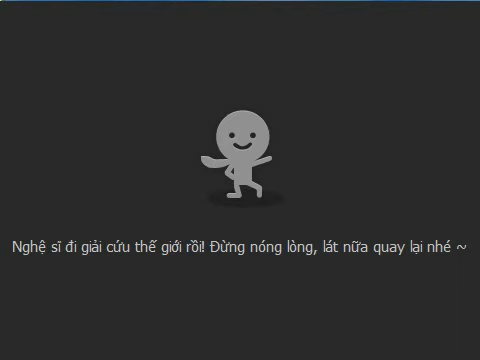 Nghệ sĩ đi giải cứu thế giới rồi! Đừng nóng lòng, lát nữa quay lại nhé ~